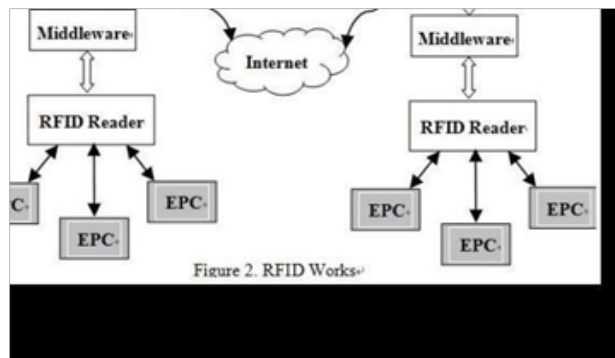 Middleware
Internet
Middleware
RFID Reader
RFID Reader
EPC
EPC
EPC
EPC
EPC
Figure 2. RFID Works